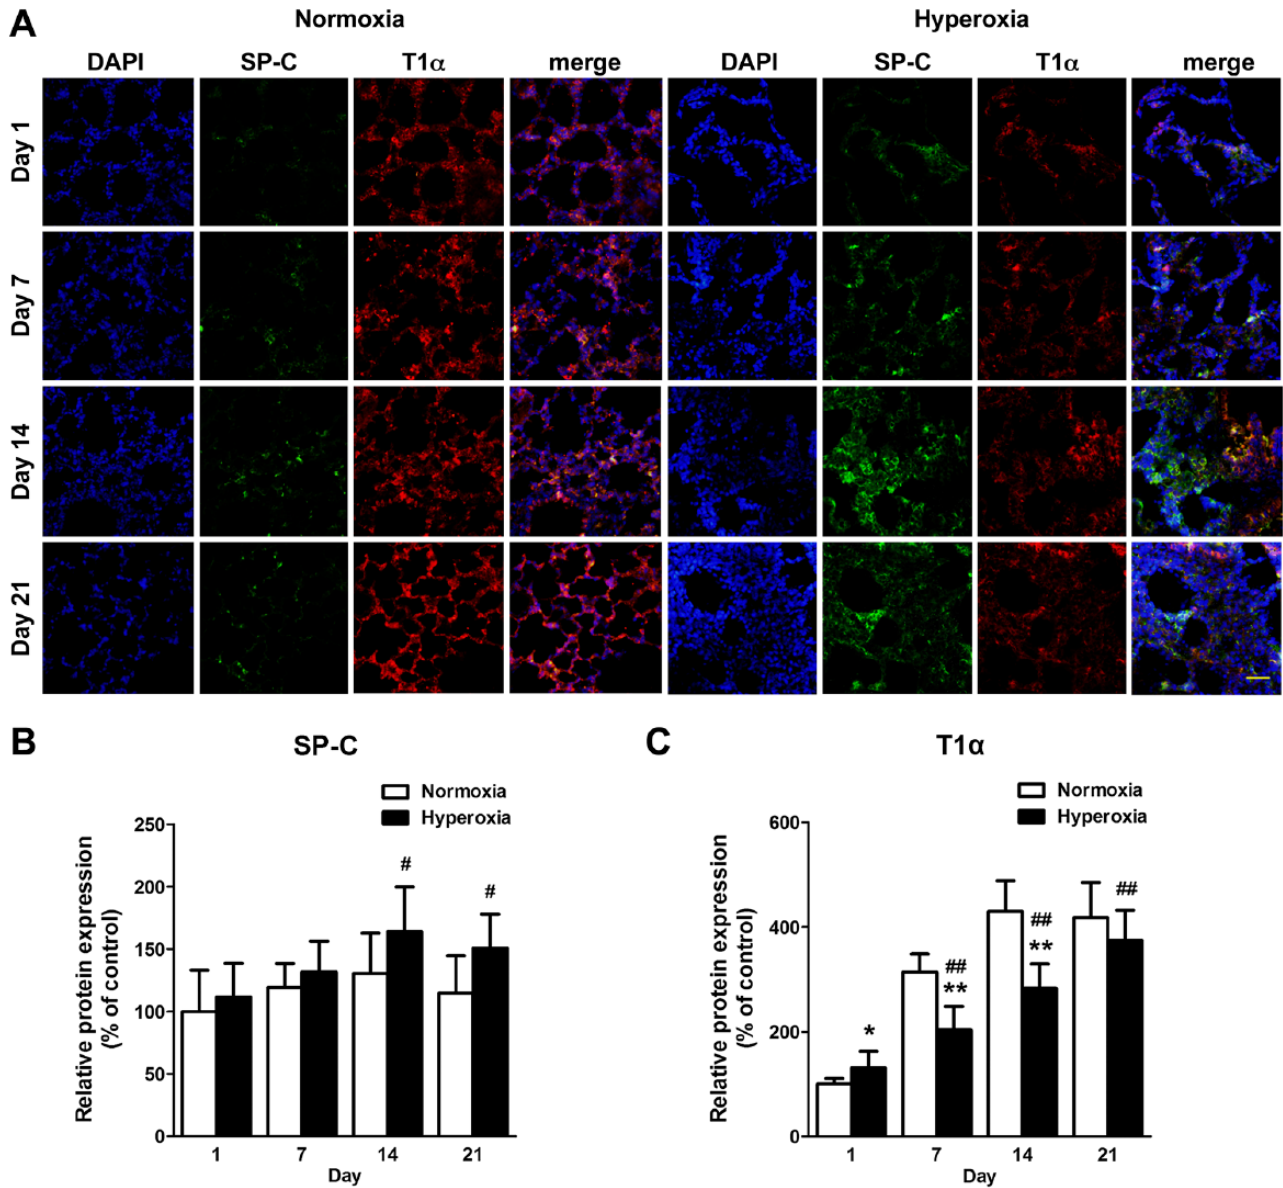 A
Normoxia
Hyperoxia
DAPI SP-C T1α merge DAPI SP-C T1α merge
Day 1
Day 7
Day 14
Day 21
B
SP-C
Normoxia
Hyperoxia
Relative protein expression
(% of control)
250
200
150
100
50
0
#
#
1 7 14 21
Day
C
T1α
Normoxia
Hyperoxia
Relative protein expression
(% of control)
600
400
200
0
*
##
**
##
**
##
1 7 14 21
Day